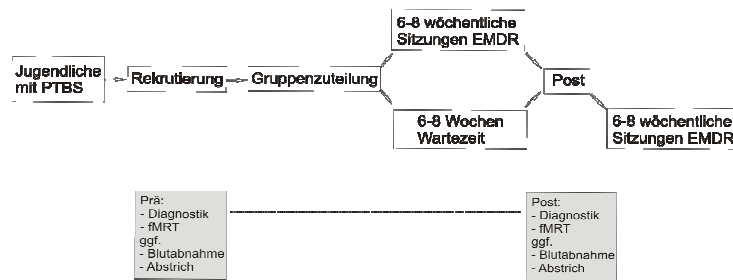 6-8 wöchentliche
Sitzungen EMDR
Jugendliche
mit PTBS
Rekrutierung
Gruppenzuteilung
Post
6-8 Wochen
Wartezeit
6-8 wöchentliche
Sitzungen EMDR
Prä:
- Diagnostik
- fMRT
ggf.
- Blutabnahme
- Abstrich
Post:
- Diagnostik
- fMRT
ggf.
- Blutabnahme
- Abstrich